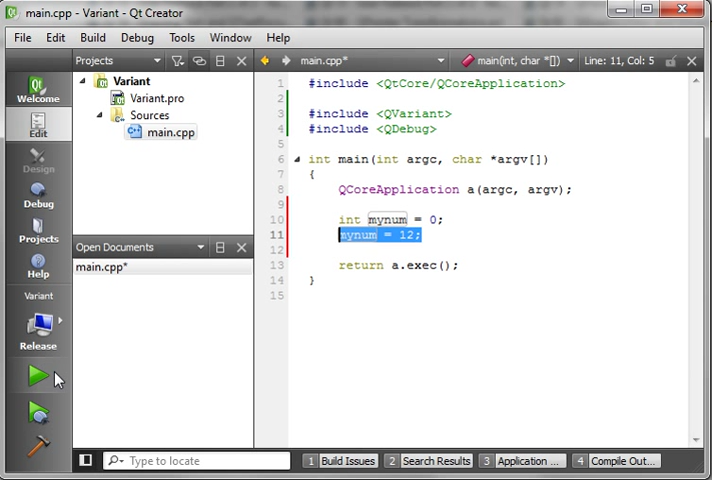 main.cpp - Variant - Qt Creator
File Edit Build Debug Tools Window Help
Projects
main.cpp*
main(int, char *[])
Line: 11, Col: 5
Welcome
Edit
Design
Debug
Projects
Help
Variant
Release
Variant
Variant.pro
Sources
main.cpp
Open Documents
main.cpp*
1 #include <QtCore/QCoreApplication>
2
3 #include <QVariant>
4 #include <QDebug>
5
6 int main(int argc, char *argv[])
7 {
8 QCoreApplication a(argc, argv);
9
10 int mynum = 0;
11 mynum = 12;
12
13 return a.exec();
14 }
15
Type to locate
1 Build Issues
2 Search Results
3 Application ...
4 Compile Out...